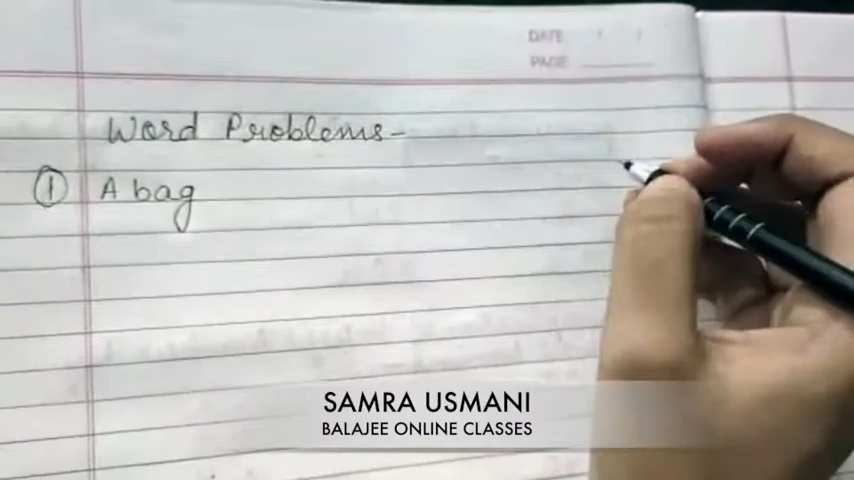 DATE
PAGE
Word Problems-
① A bag
SAMRA USMANI
BALAJEE ONLINE CLASSES